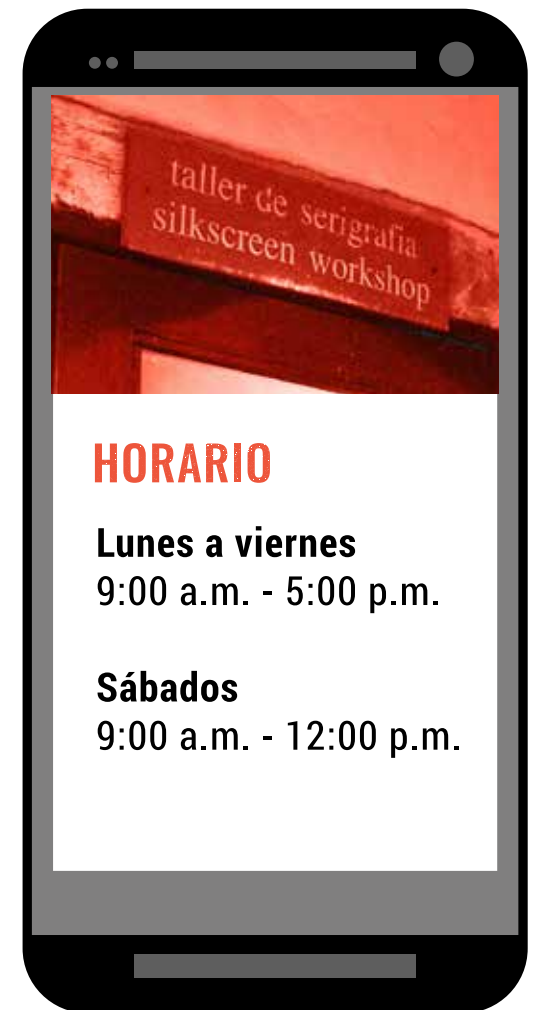 taller de serigrafia
silkscreen workshop
HORARIO
Lunes a viernes
9:00 a.m. - 5:00 p.m.
Sábados
9:00 a.m. - 12:00 p.m.